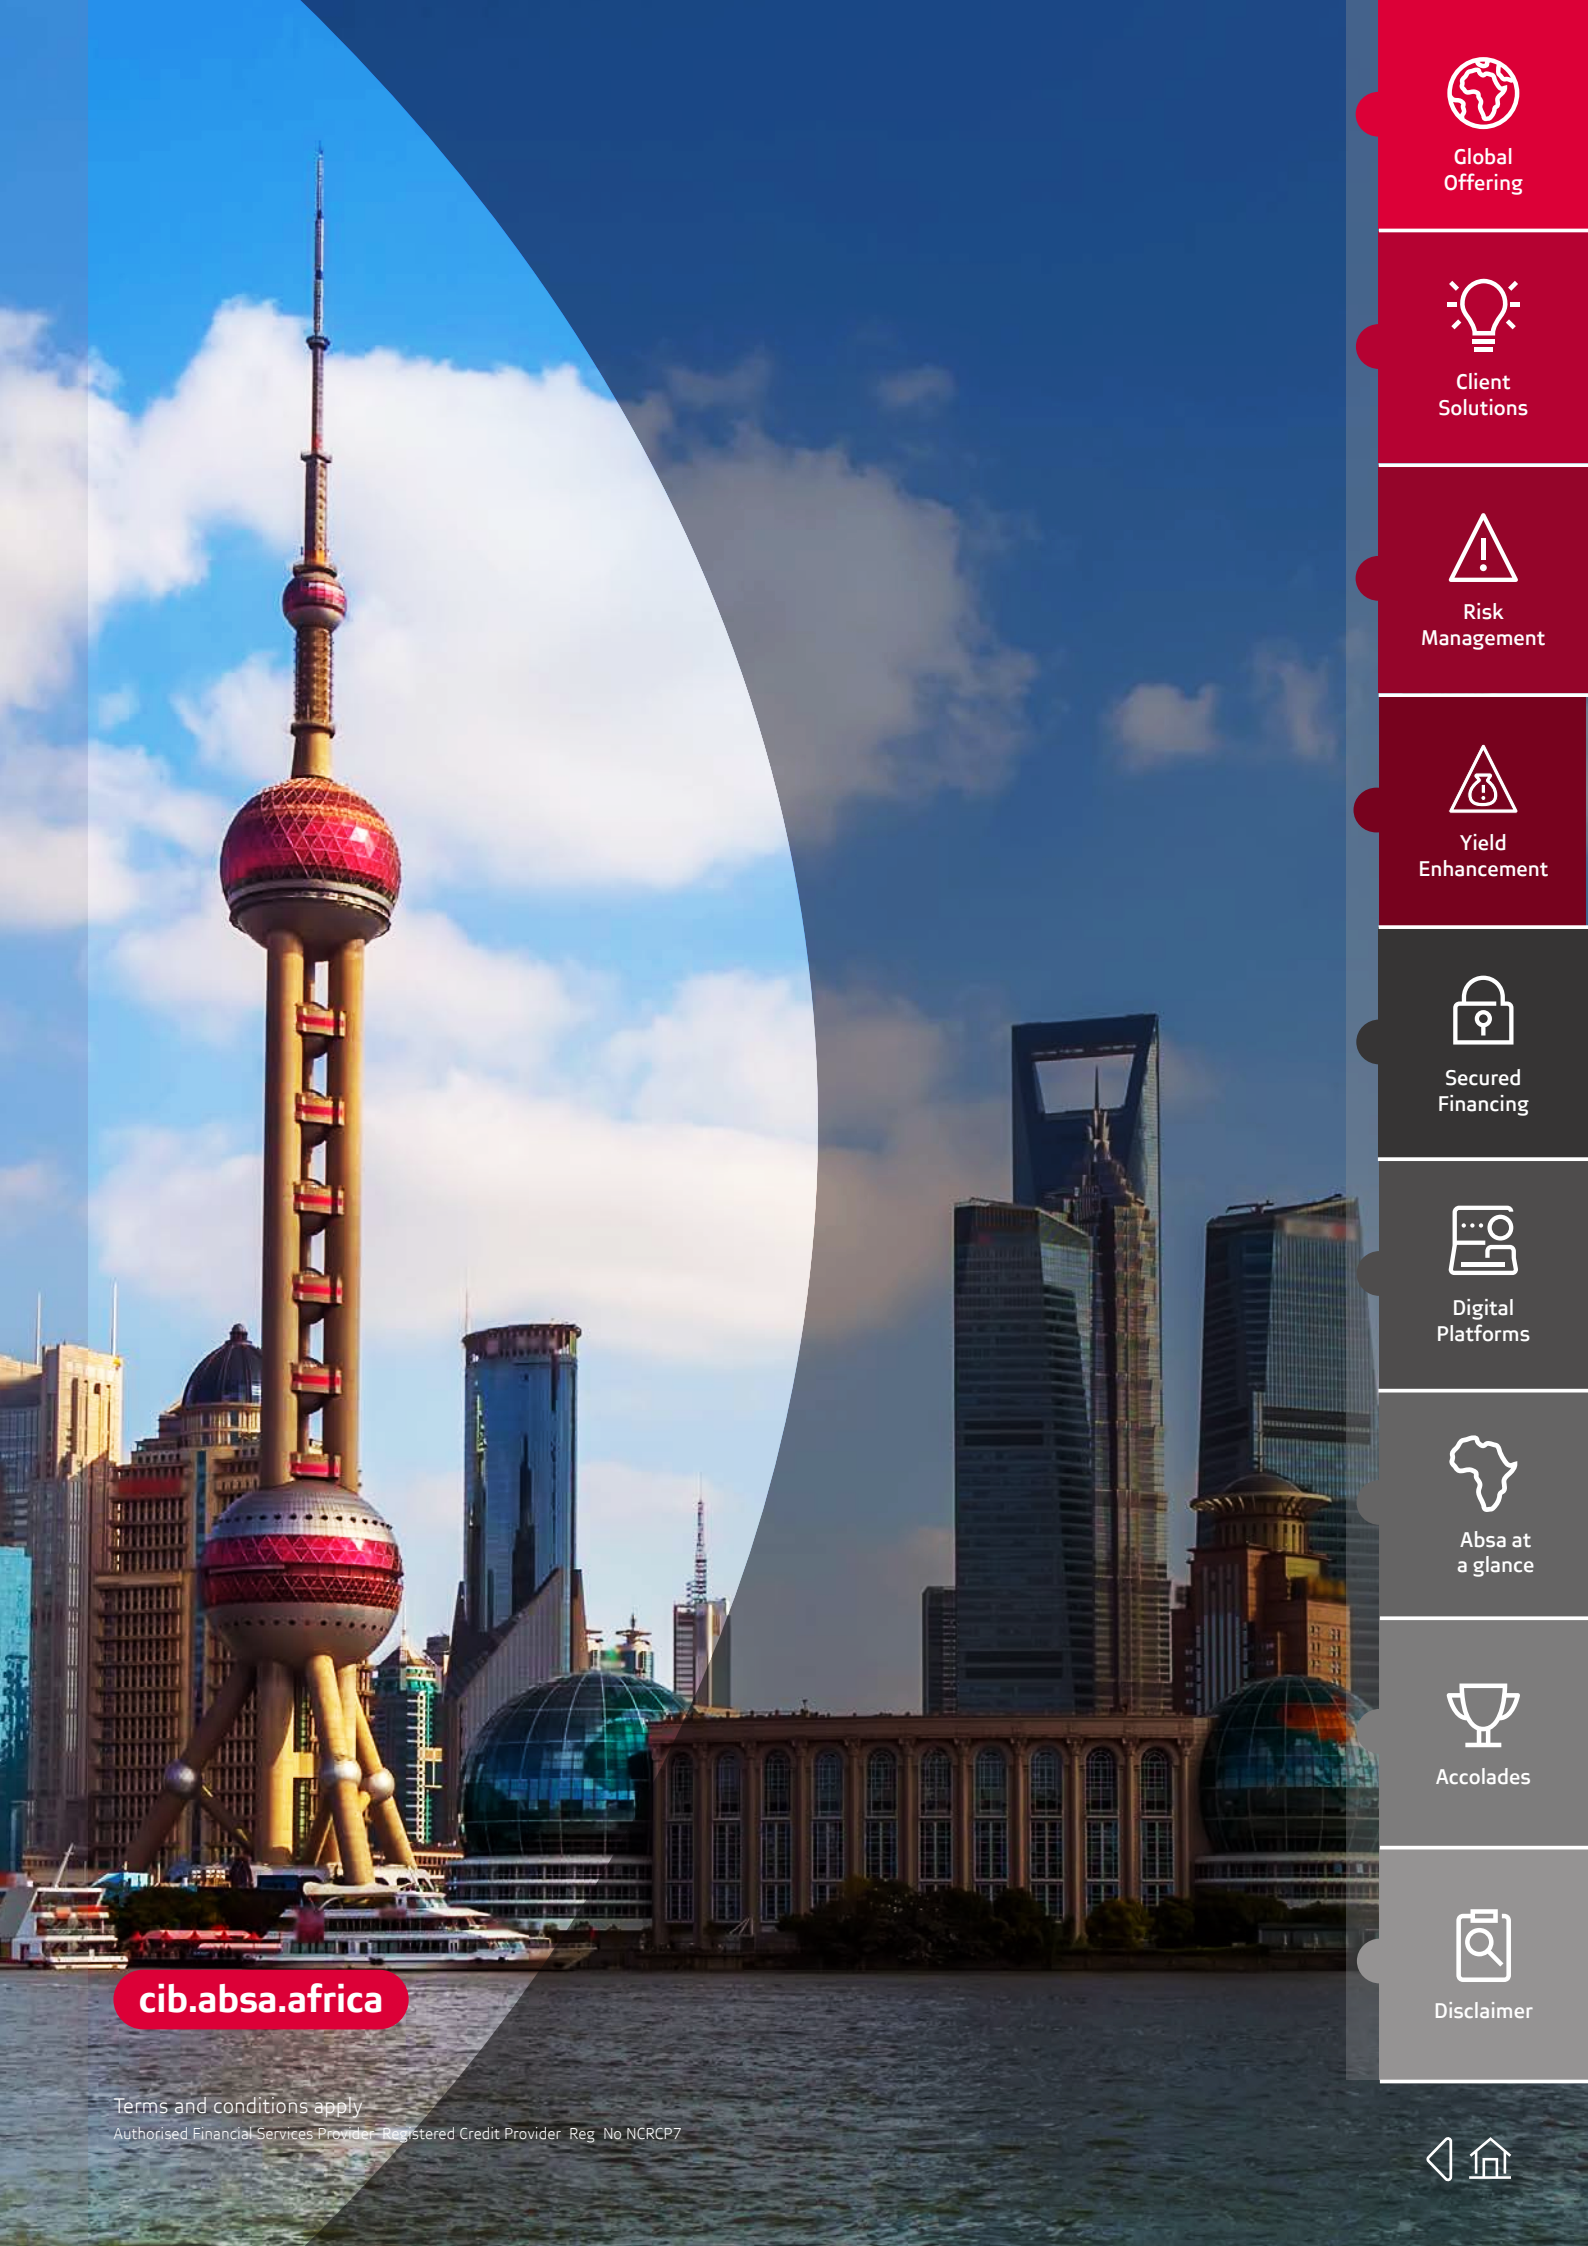 Global
Offering
Client
Solutions
Risk
Management
Yield
Enhancement
Secured
Financing
Digital
Platforms
Absa at
a glance
Accolades
Disclaimer
cib.absa.africa
Terms and conditions apply
Authorised Financial Services Provider Registered Credit Provider Reg No NCRCP7